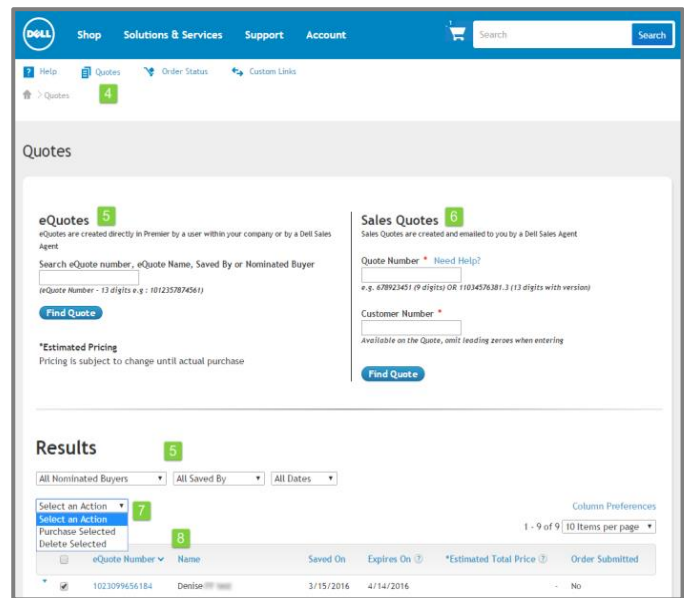 DELL Shop Solutions & Services Support Account 1 Search Search
? Help Quotes Order Status Custom Links
> Quotes 4
Quotes
eQuotes 5
eQuotes are created directly in Premier by a user within your company or by a Dell Sales
Agent
Search eQuote number, eQuote Name, Saved By or Nominated
Buyer
(eQuote Number - 13 digits e.g : 1012357874561)
Find Quote
*Estimated Pricing
Pricing is subject to change until actual purchase
Sales Quotes 6
Sales Quotes are created and emailed to you by a Dell Sales Agent
Quote Number * Need Help?
e.g. 678923451 (9 digits) OR 11034576381.3 (13 digits with
version)
Customer Number *
Available on the Quote, omit leading zeroes when entering
Find Quote
Results 5
All Nominated Buyers All Saved By All Dates
Select an Action 7 Column Preferences
Select an Action
1 - 9 of 9 10 Items per page
Purchase Selected
Delete Selected 8
eQuote Number Name Saved On Expires On ? *Estimated Total Price ? Order Submitted
1023099656184 Denise 3/15/2016 4/14/2016 - No